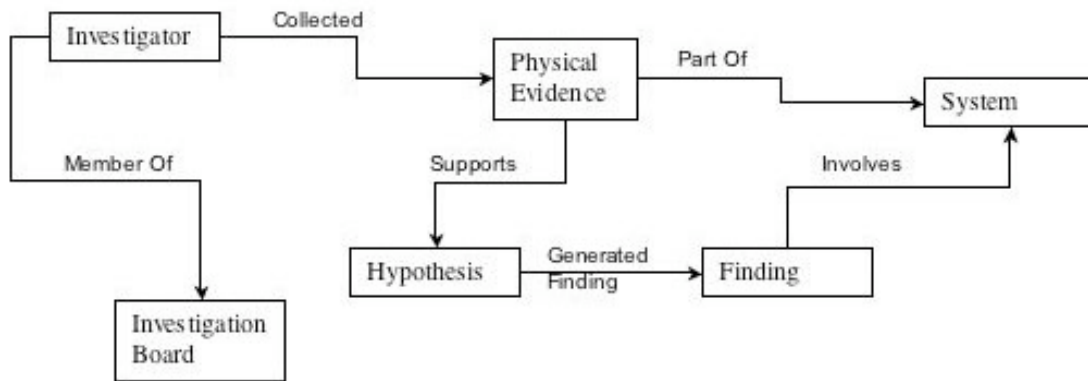 Collected
Investigator
Physical
Evidence
Part Of
System
Member Of
Supports
Involves
Hypothesis
Generated
Finding
Finding
Investigation
Board